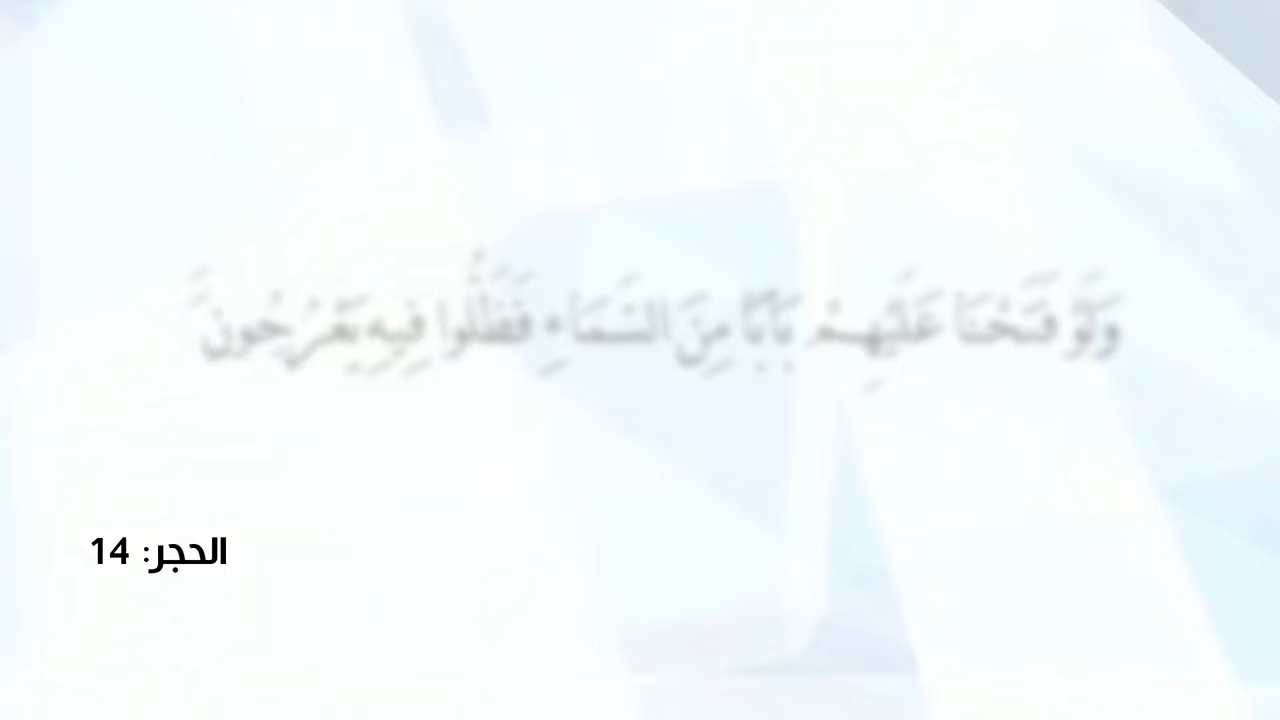 وَلَوْ فَتَحْنَا عَلَيْهِمْ بَابًا مِنَ السَّمَاءِ فَظَلُّوا فِيهِ يَعْرُجُونَ
الحجر: 14